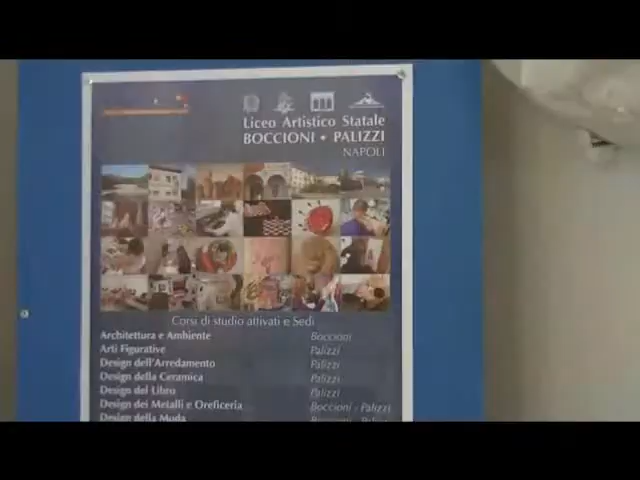 Liceo Artistico Statale
BOCCIONI • PALIZZI
NAPOLI
Corsi di studio attivati e Sedi
Architettura e Ambiente Boccioni
Arti Figurative Palizzi
Design dell'Arredamento Palizzi
Design della Ceramica Palizzi
Design del Libro Palizzi
Design dei Metalli e Oreficeria Boccioni - Palizzi
Design della Moda